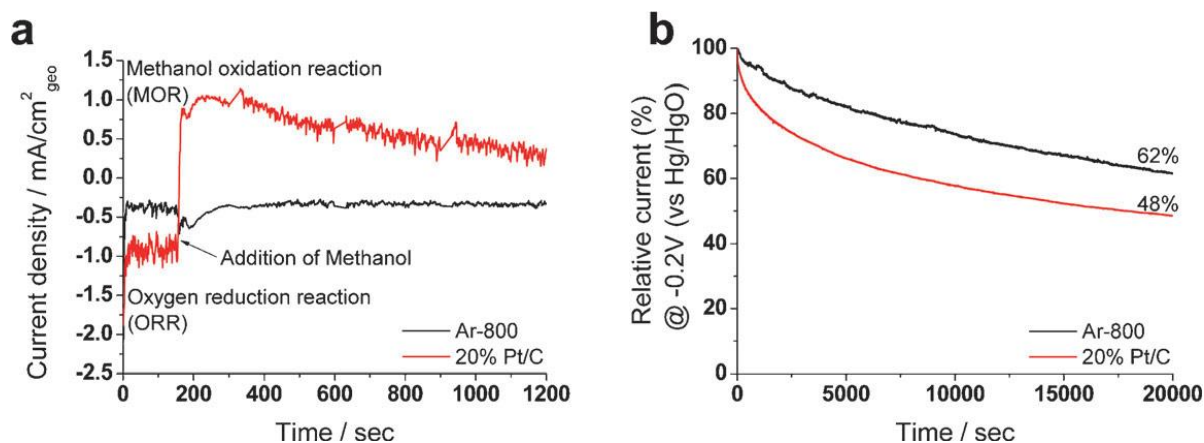 a
Current density / mA/cm²geo
1.5
1.0
0.5
0.0
-0.5
-1.0
-1.5
-2.0
-2.5
Methanol oxidation reaction
(MOR)
Addition of Methanol
Oxygen reduction reaction
(ORR)
Ar-800
20% Pt/C
0 200 400 600 800 1000 1200
Time / sec
b
Relative current (%)
@ -0.2V (vs Hg/HgO)
100
80
60
40
20
0
62%
48%
Ar-800
20% Pt/C
0 5000 10000 15000 20000
Time / sec